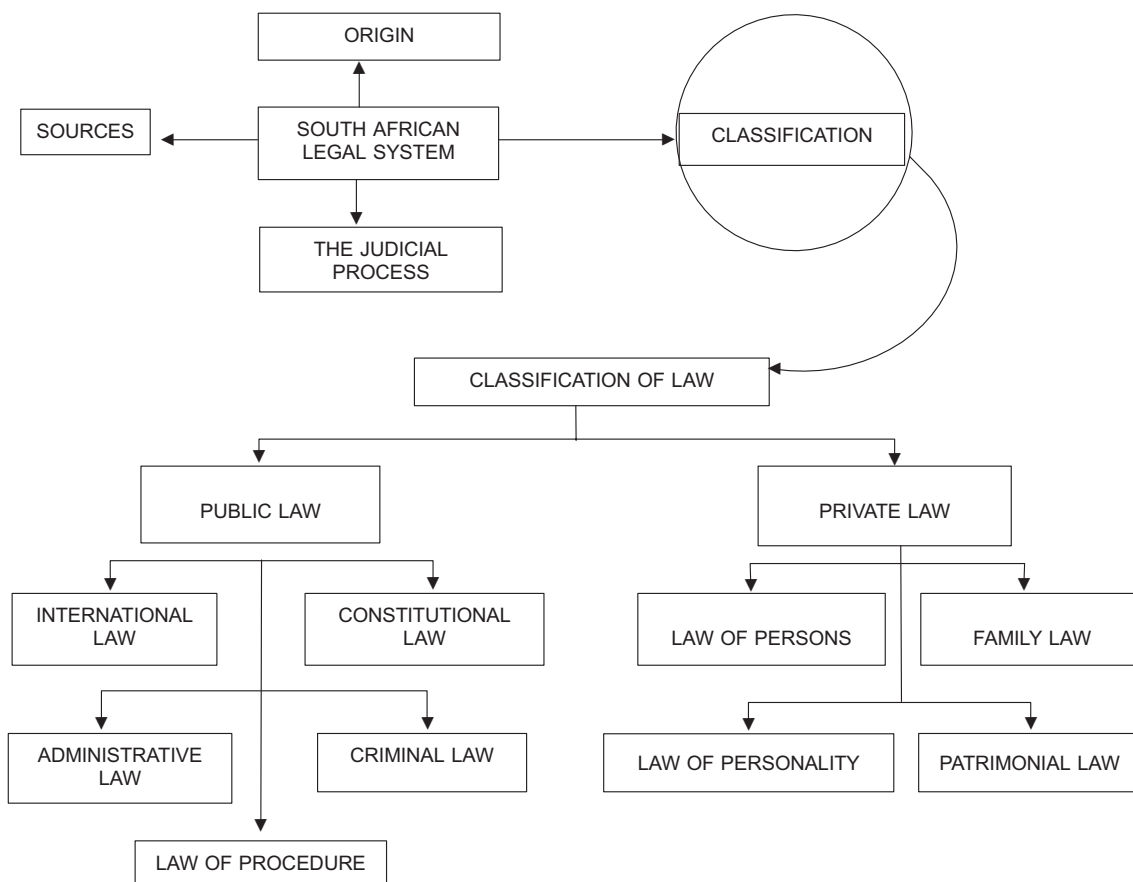 ORIGIN
SOURCES
SOUTH AFRICAN
LEGAL SYSTEM
CLASSIFICATION
THE JUDICIAL
PROCESS
CLASSIFICATION OF LAW
PUBLIC LAW
PRIVATE LAW
INTERNATIONAL
LAW
CONSTITUTIONAL
LAW
LAW OF PERSONS
FAMILY LAW
ADMINISTRATIVE
LAW
CRIMINAL LAW
LAW OF PERSONALITY
PATRIMONIAL LAW
LAW OF PROCEDURE